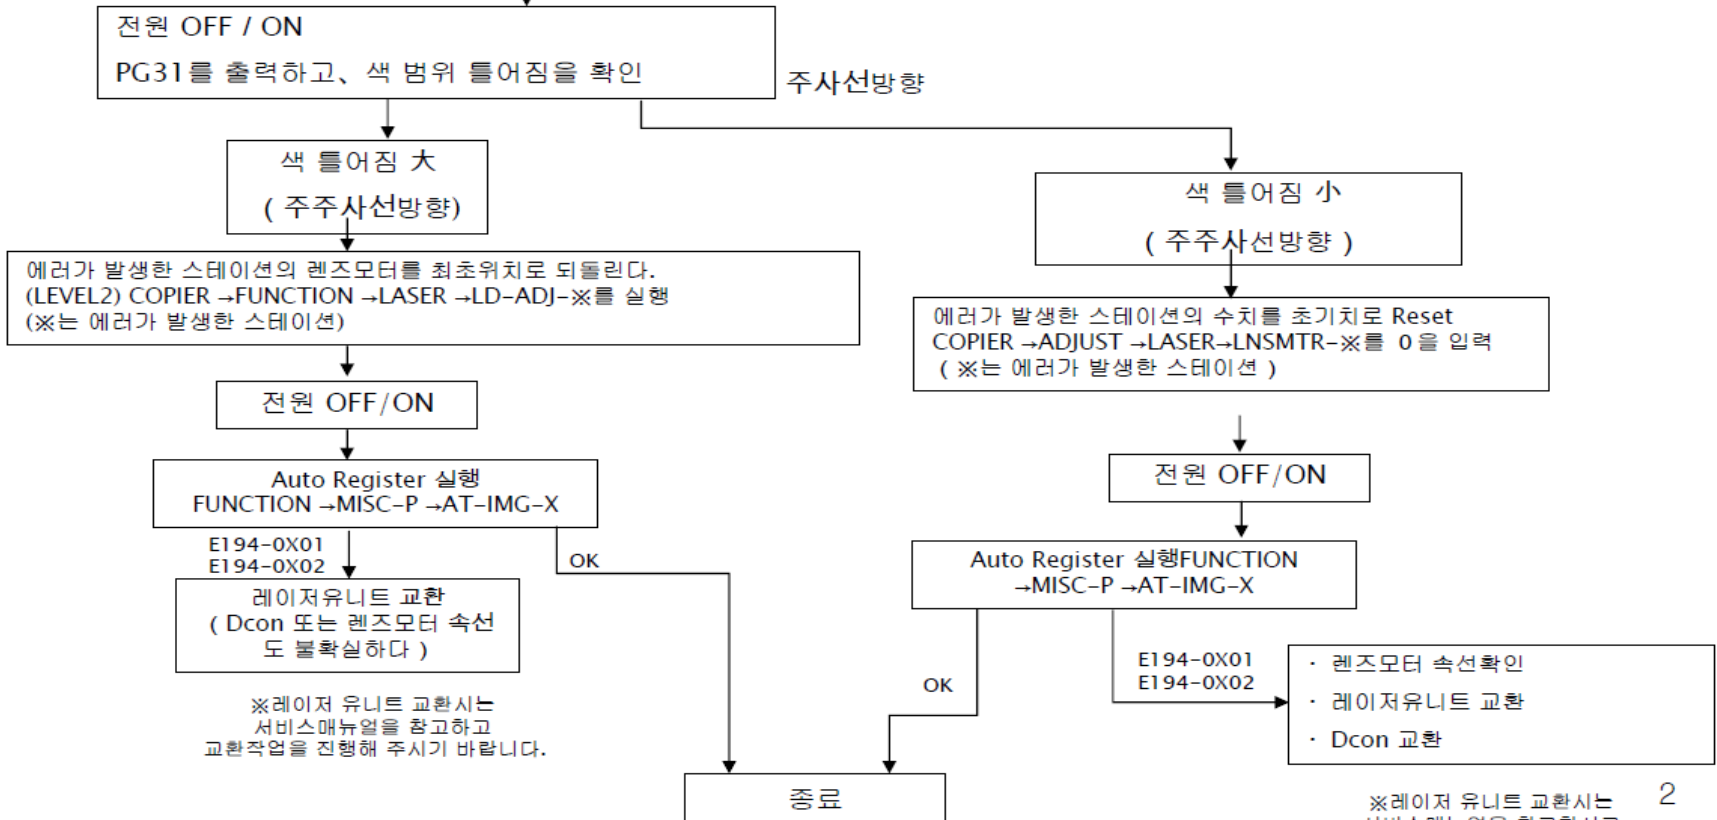 전원 OFF / ON
PG31를 출력하고、색 범위 틀어짐을 확인
주사선방향
색 틀어짐 大
( 주주사선방향)
에러가 발생한 스테이션의 렌즈모터를 최초위치로 되돌린다.
(LEVEL2) COPIER →FUNCTION →LASER →LD-ADJ-※를 실행
(※는 에러가 발생한 스테이션)
전원 OFF/ON
Auto Register 실행
FUNCTION →MISC-P →AT-IMG-X
E194-0X01
E194-0X02
OK
레이저유니트 교환
( Dcon 또는 렌즈모터 속선
도 불확실하다 )
※레이저 유니트 교환시는
서비스매뉴얼을 참고하고
교환작업을 진행해 주시기 바랍니다.
색 틀어짐 小
( 주주사선방향 )
에러가 발생한 스테이션의 수치를 초기치로 Reset
COPIER →ADJUST →LASER→LNSMTR-※를 0 을 입력
( ※는 에러가 발생한 스테이션 )
전원 OFF/ON
Auto Register 실행FUNCTION
→MISC-P →AT-IMG-X
OK
E194-0X01
E194-0X02
· 렌즈모터 속선확인
· 레이저유니트 교환
· Dcon 교환
종료
※레이저 유니트 교환시는
2